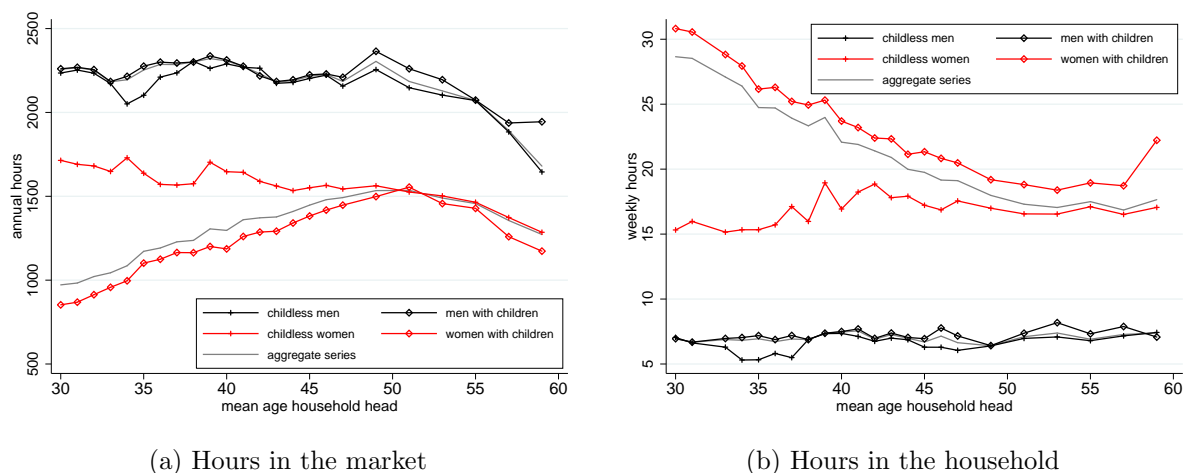 annual hours
2500
2000
1500
1000
500
childless men
men with children
childless women
women with children
aggregate series
30 35 40 45 50 55 60
mean age household head
(a) Hours in the market
weekly hours
30
25
20
15
10
5
childless men
men with children
childless women
women with children
aggregate series
30 35 40 45 50 55 60
mean age household head
(b) Hours in the household